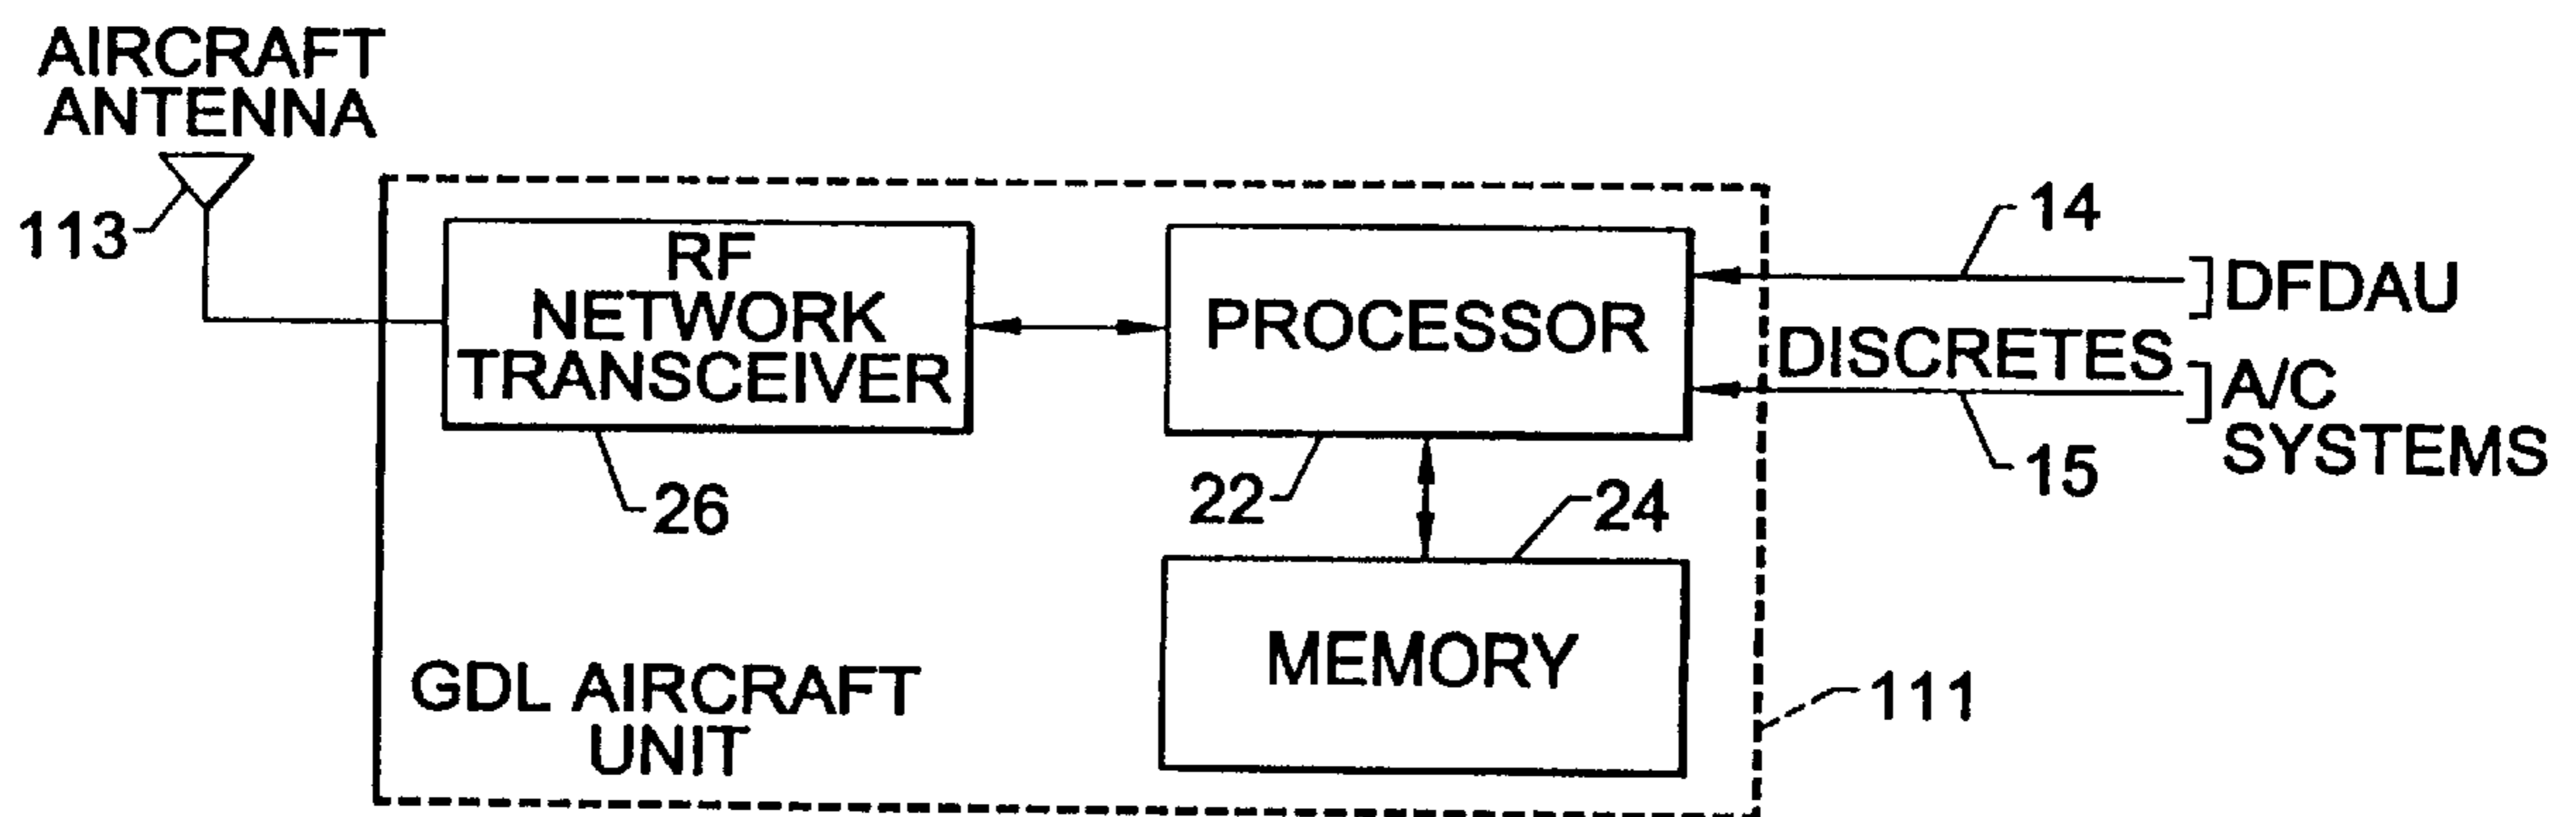 AIRCRAFT
ANTENNA
113
RF
NETWORK
TRANSCEIVER
26
PROCESSOR
22
14
DFDAU
DISCRETES
15
A/C
SYSTEMS
24
MEMORY
GDL AIRCRAFT
UNIT
111